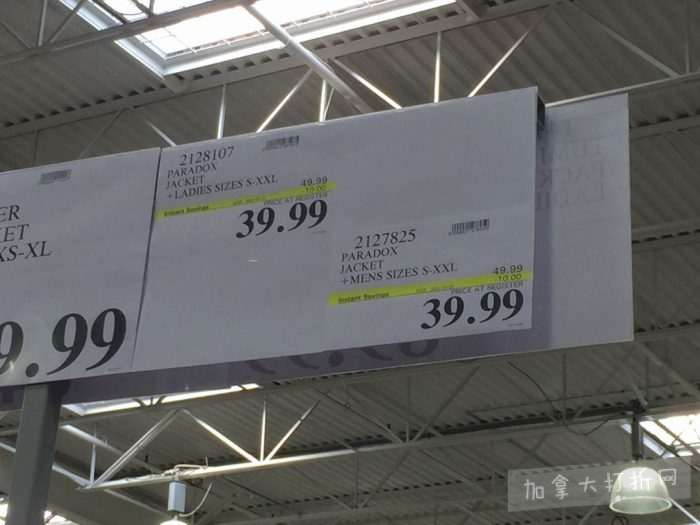 ER
ET
XS-XL
9.99
2128107
PARADOX
JACKET
+LADIES SIZES S-XXL
49.99
Instant Savings
10.00
PRICE AT REGISTER
39.99
2127825
PARADOX
JACKET
+MENS SIZES S-XXL
49.99
Instant Savings
10.00
PRICE AT REGISTER
39.99
加拿大打折网